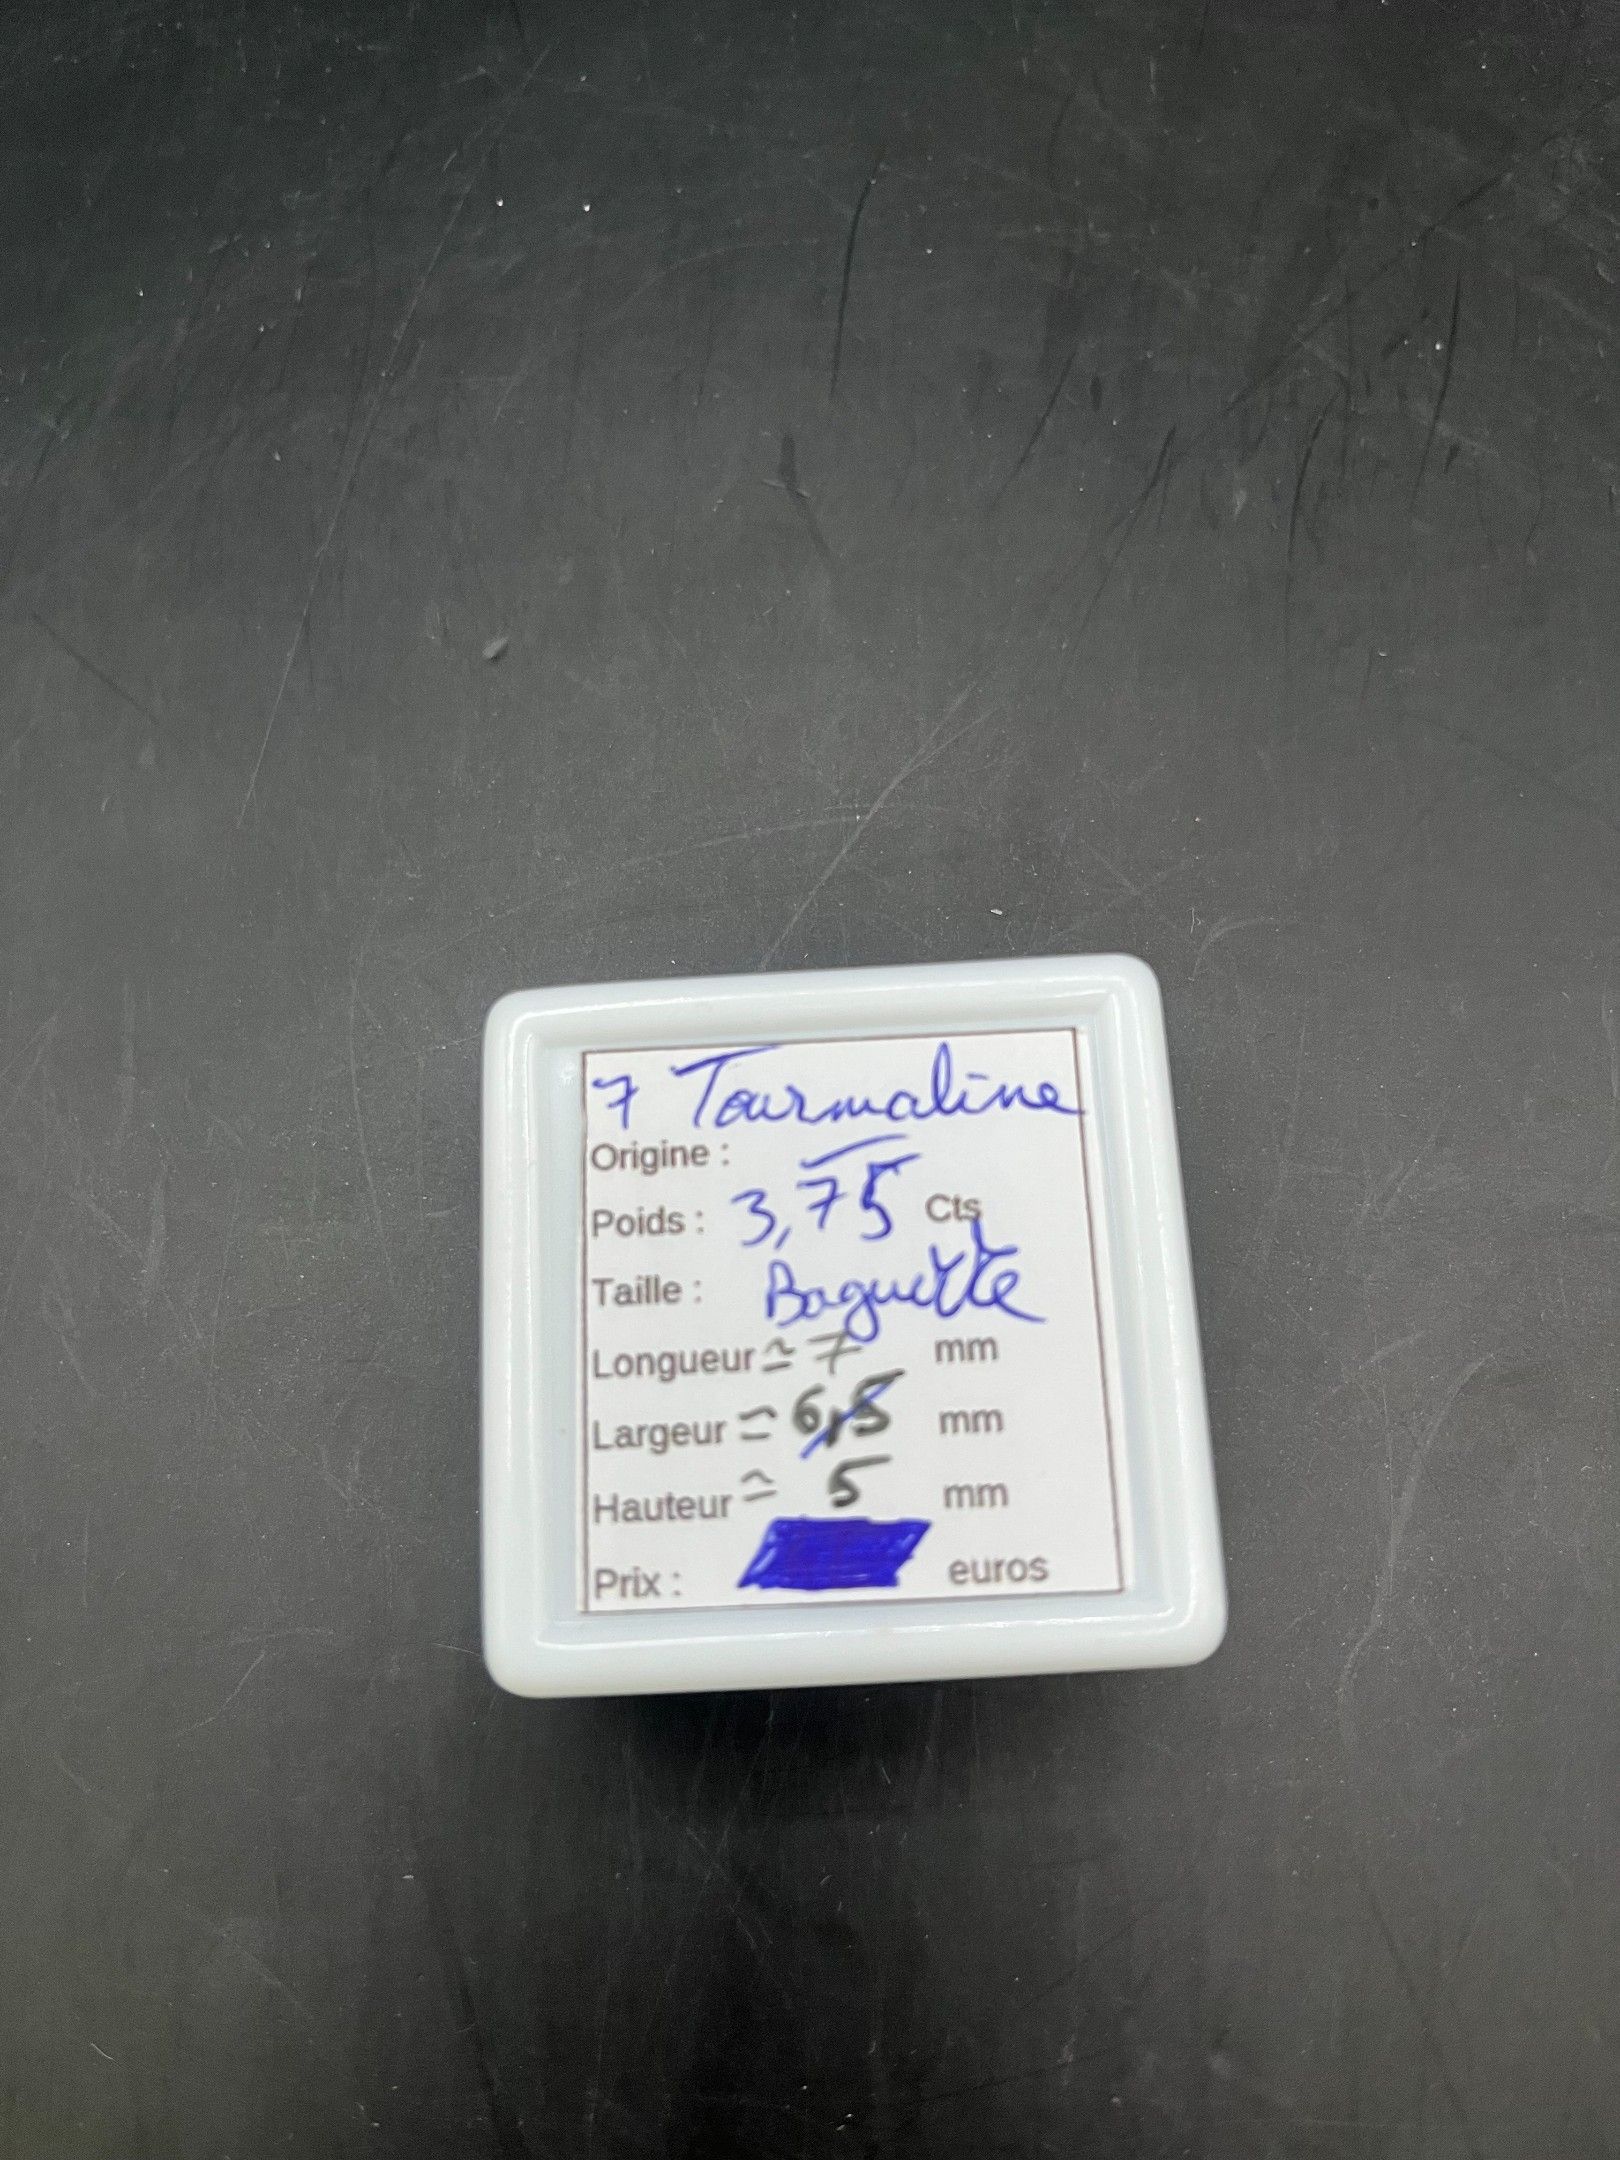 7 Tourmaline
Origine :
Poids : 3,75 Cts
Taille : Baguette
Longueur ≃ 7 mm
Largeur ≃ 6,5 mm
Hauteur ≃ 5 mm
Prix : euros